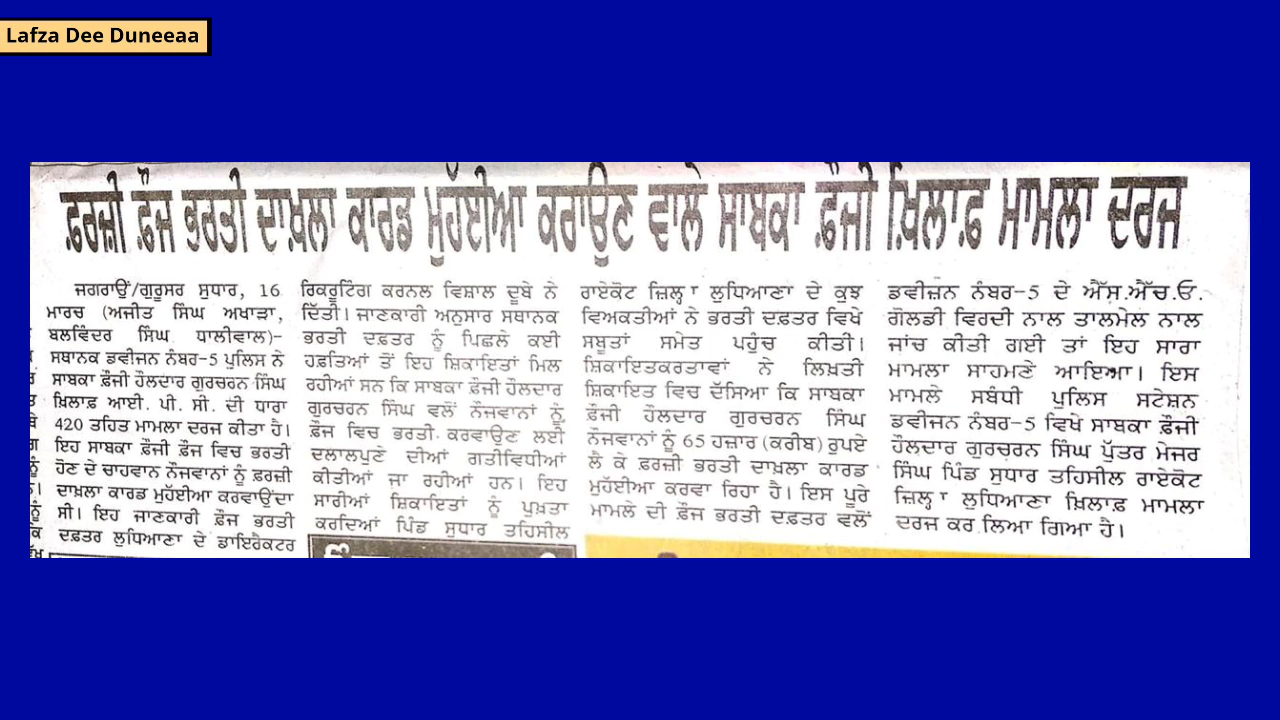 Lafza Dee Duneeaa
ਫ਼ਰਜ਼ੀ ਫ਼ੌਜ ਭਰਤੀ ਦਾਖ਼ਲਾ ਕਾਰਡ ਮੁਹੱਈਆ ਕਰਾਉਣ ਵਾਲੇ ਸਾਬਕਾ ਫ਼ੌਜੀ ਖ਼ਿਲਾਫ਼ ਮਾਮਲਾ ਦਰਜ
ਜਗਰਾਉਂ/ਗੁਰੂਸਰ ਸੁਧਾਰ, 16
ਮਾਰਚ (ਅਜੀਤ ਸਿੰਘ ਅਖਾੜਾ,
ਬਲਵਿੰਦਰ ਸਿੰਘ ਧਾਲੀਵਾਲ)-
ਸਥਾਨਕ ਡਵੀਜਨ ਨੰਬਰ-5 ਪੁਲਿਸ ਨੇ
ਸਾਬਕਾ ਫ਼ੌਜੀ ਹੌਲਦਾਰ ਗੁਰਚਰਨ ਸਿੰਘ
ਖ਼ਿਲਾਫ਼ ਆਈ. ਪੀ. ਸੀ. ਦੀ ਧਾਰਾ
420 ਤਹਿਤ ਮਾਮਲਾ ਦਰਜ ਕੀਤਾ ਹੈ।
ਇਹ ਸਾਬਕਾ ਫ਼ੌਜੀ ਫ਼ੌਜ ਵਿਚ ਭਰਤੀ
ਹੋਣ ਦੇ ਚਾਹਵਾਨ ਨੌਜਵਾਨਾਂ ਨੂੰ ਫ਼ਰਜ਼ੀ
ਦਾਖ਼ਲਾ ਕਾਰਡ ਮੁਹੱਈਆ ਕਰਵਾਉਂਦਾ
ਸੀ। ਇਹ ਜਾਣਕਾਰੀ ਫ਼ੌਜ ਭਰਤੀ
ਦਫ਼ਤਰ ਲੁਧਿਆਣਾ ਦੇ ਡਾਇਰੈਕਟਰ
ਰਿਕਰੂਟਿੰਗ ਕਰਨਲ ਵਿਸ਼ਾਲ ਦੂਬੇ ਨੇ
ਦਿੱਤੀ। ਜਾਣਕਾਰੀ ਅਨੁਸਾਰ ਸਥਾਨਕ
ਭਰਤੀ ਦਫ਼ਤਰ ਨੂੰ ਪਿਛਲੇ ਕਈ
ਹਫ਼ਤਿਆਂ ਤੋਂ ਇਹ ਸ਼ਿਕਾਇਤਾਂ ਮਿਲ
ਰਹੀਆਂ ਸਨ ਕਿ ਸਾਬਕਾ ਫ਼ੌਜੀ ਹੌਲਦਾਰ
ਗੁਰਚਰਨ ਸਿੰਘ ਵਲੋਂ ਨੌਜਵਾਨਾਂ ਨੂੰ
ਫ਼ੌਜ ਵਿਚ ਭਰਤੀ ਕਰਵਾਉਣ ਲਈ
ਦਲਾਲਪੁਣੇ ਦੀਆਂ ਗਤੀਵਿਧੀਆਂ
ਕੀਤੀਆਂ ਜਾ ਰਹੀਆਂ ਹਨ। ਇਹ
ਸਾਰੀਆਂ ਸ਼ਿਕਾਇਤਾਂ ਨੂੰ ਪੁਖ਼ਤਾ
ਕਰਦਿਆਂ ਪਿੰਡ ਸੁਧਾਰ ਤਹਿਸੀਲ
ਰਾਏਕੋਟ ਜ਼ਿਲ੍ਹਾ ਲੁਧਿਆਣਾ ਦੇ ਕੁਝ
ਵਿਅਕਤੀਆਂ ਨੇ ਭਰਤੀ ਦਫ਼ਤਰ ਵਿਖੇ
ਸਬੂਤਾਂ ਸਮੇਤ ਪਹੁੰਚ ਕੀਤੀ।
ਸ਼ਿਕਾਇਤਕਰਤਾਵਾਂ ਨੇ ਲਿਖ਼ਤੀ
ਸ਼ਿਕਾਇਤ ਵਿਚ ਦੱਸਿਆ ਕਿ ਸਾਬਕਾ
ਫ਼ੌਜੀ ਹੌਲਦਾਰ ਗੁਰਚਰਨ ਸਿੰਘ
ਨੌਜਵਾਨਾਂ ਨੂੰ 65 ਹਜ਼ਾਰ (ਕਰੀਬ) ਰੁਪਏ
ਲੈ ਕੇ ਫ਼ਰਜ਼ੀ ਭਰਤੀ ਦਾਖ਼ਲਾ ਕਾਰਡ
ਮੁਹੱਈਆ ਕਰਵਾ ਰਿਹਾ ਹੈ। ਇਸ ਪੂਰੇ
ਮਾਮਲੇ ਦੀ ਫ਼ੌਜ ਭਰਤੀ ਦਫ਼ਤਰ ਵਲੋਂ
ਡਵੀਜ਼ਨ ਨੰਬਰ-5 ਦੇ ਐੱਸ.ਐੱਚ.ਓ.
ਗੋਲਡੀ ਵਿਰਦੀ ਨਾਲ ਤਾਲਮੇਲ ਨਾਲ
ਜਾਂਚ ਕੀਤੀ ਗਈ ਤਾਂ ਇਹ ਸਾਰਾ
ਮਾਮਲਾ ਸਾਹਮਣੇ ਆਇਆ। ਇਸ
ਮਾਮਲੇ ਸਬੰਧੀ ਪੁਲਿਸ ਸਟੇਸ਼ਨ
ਡਵੀਜਨ ਨੰਬਰ-5 ਵਿਖੇ ਸਾਬਕਾ ਫ਼ੌਜੀ
ਹੌਲਦਾਰ ਗੁਰਚਰਨ ਸਿੰਘ ਪੁੱਤਰ ਮੇਜਰ
ਸਿੰਘ ਪਿੰਡ ਸੁਧਾਰ ਤਹਿਸੀਲ ਰਾਏਕੋਟ
ਜ਼ਿਲ੍ਹਾ ਲੁਧਿਆਣਾ ਖ਼ਿਲਾਫ਼ ਮਾਮਲਾ
ਦਰਜ ਕਰ ਲਿਆ ਗਿਆ ਹੈ।